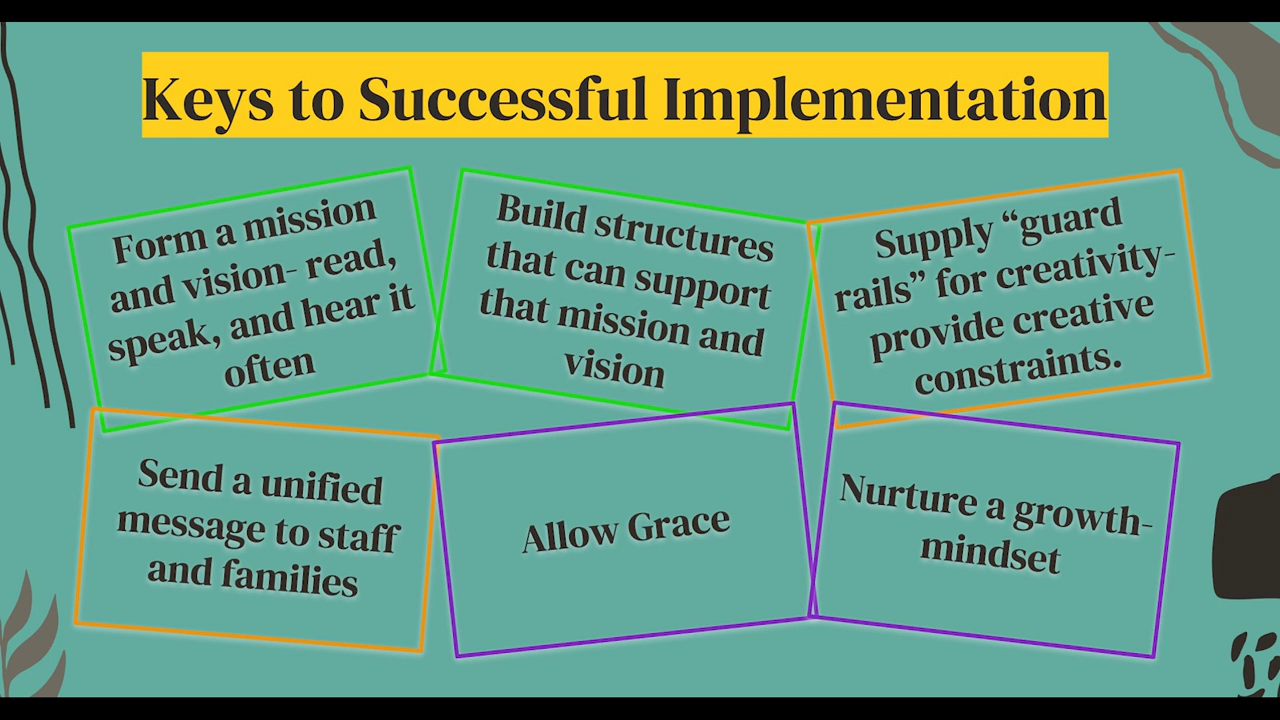 Keys to Successful Implementation
Form a mission
and vision- read,
speak, and hear it
often
Build structures
that can support
that mission and
vision
Supply “guard
rails” for creativity-
provide creative
constraints.
Send a unified
message to staff
and families
Allow Grace
Nurture a growth-
mindset